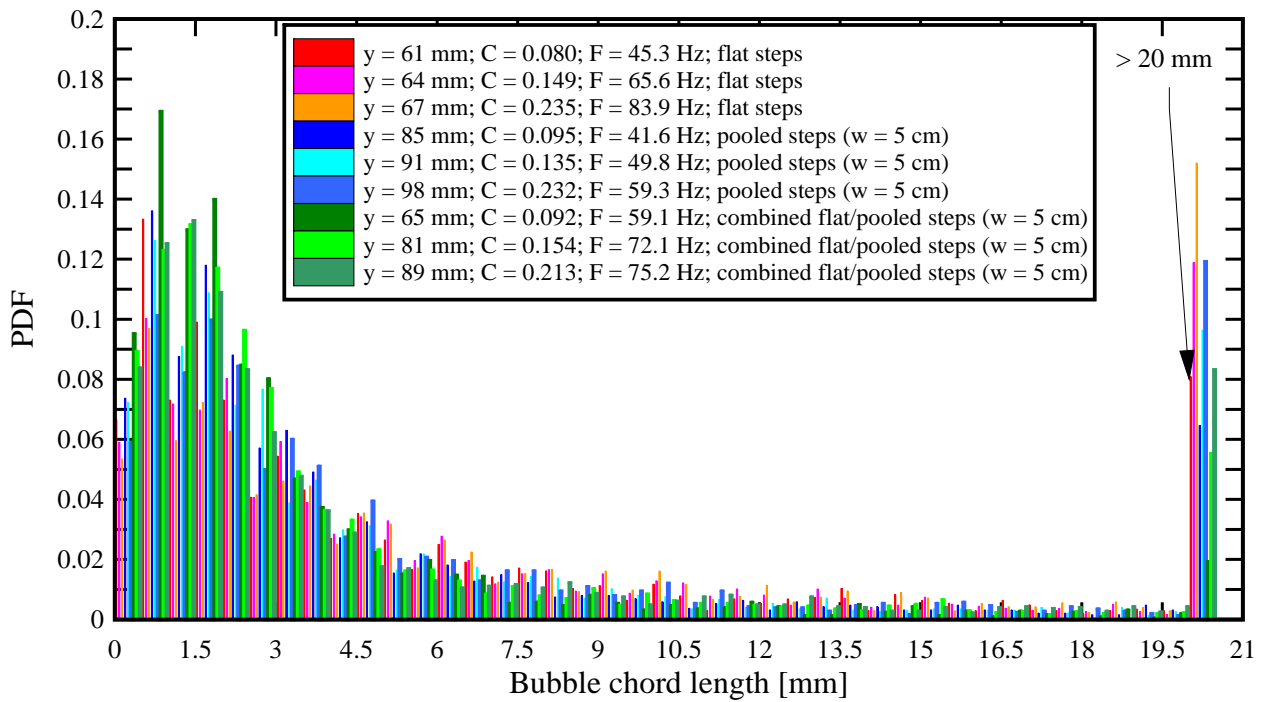 0.2
0.18
0.16
0.14
0.12
0.1
0.08
0.06
0.04
0.02
0
PDF
y = 61 mm; C = 0.080; F = 45.3 Hz; flat steps
y = 64 mm; C = 0.149; F = 65.6 Hz; flat steps
y = 67 mm; C = 0.235; F = 83.9 Hz; flat steps
y = 85 mm; C = 0.095; F = 41.6 Hz; pooled steps (w = 5 cm)
y = 91 mm; C = 0.135; F = 49.8 Hz; pooled steps (w = 5 cm)
y = 98 mm; C = 0.232; F = 59.3 Hz; pooled steps (w = 5 cm)
y = 65 mm; C = 0.092; F = 59.1 Hz; combined flat/pooled steps (w = 5 cm)
y = 81 mm; C = 0.154; F = 72.1 Hz; combined flat/pooled steps (w = 5 cm)
y = 89 mm; C = 0.213; F = 75.2 Hz; combined flat/pooled steps (w = 5 cm)
> 20 mm
0 1.5 3 4.5 6 7.5 9 10.5 12 13.5 15 16.5 18 19.5 21
Bubble chord length [mm]